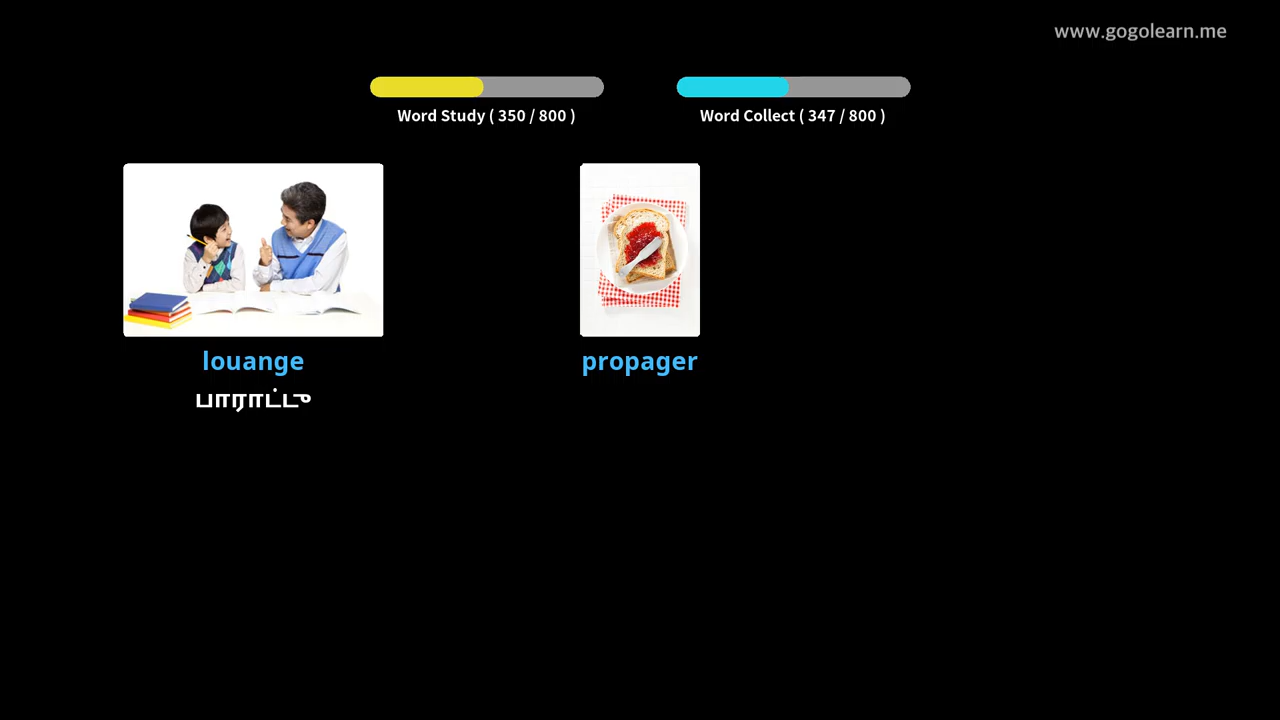 www.gogolearn.me
Word Study ( 350 / 800 )
Word Collect ( 347 / 800 )
louange
பாராட்டு
propager